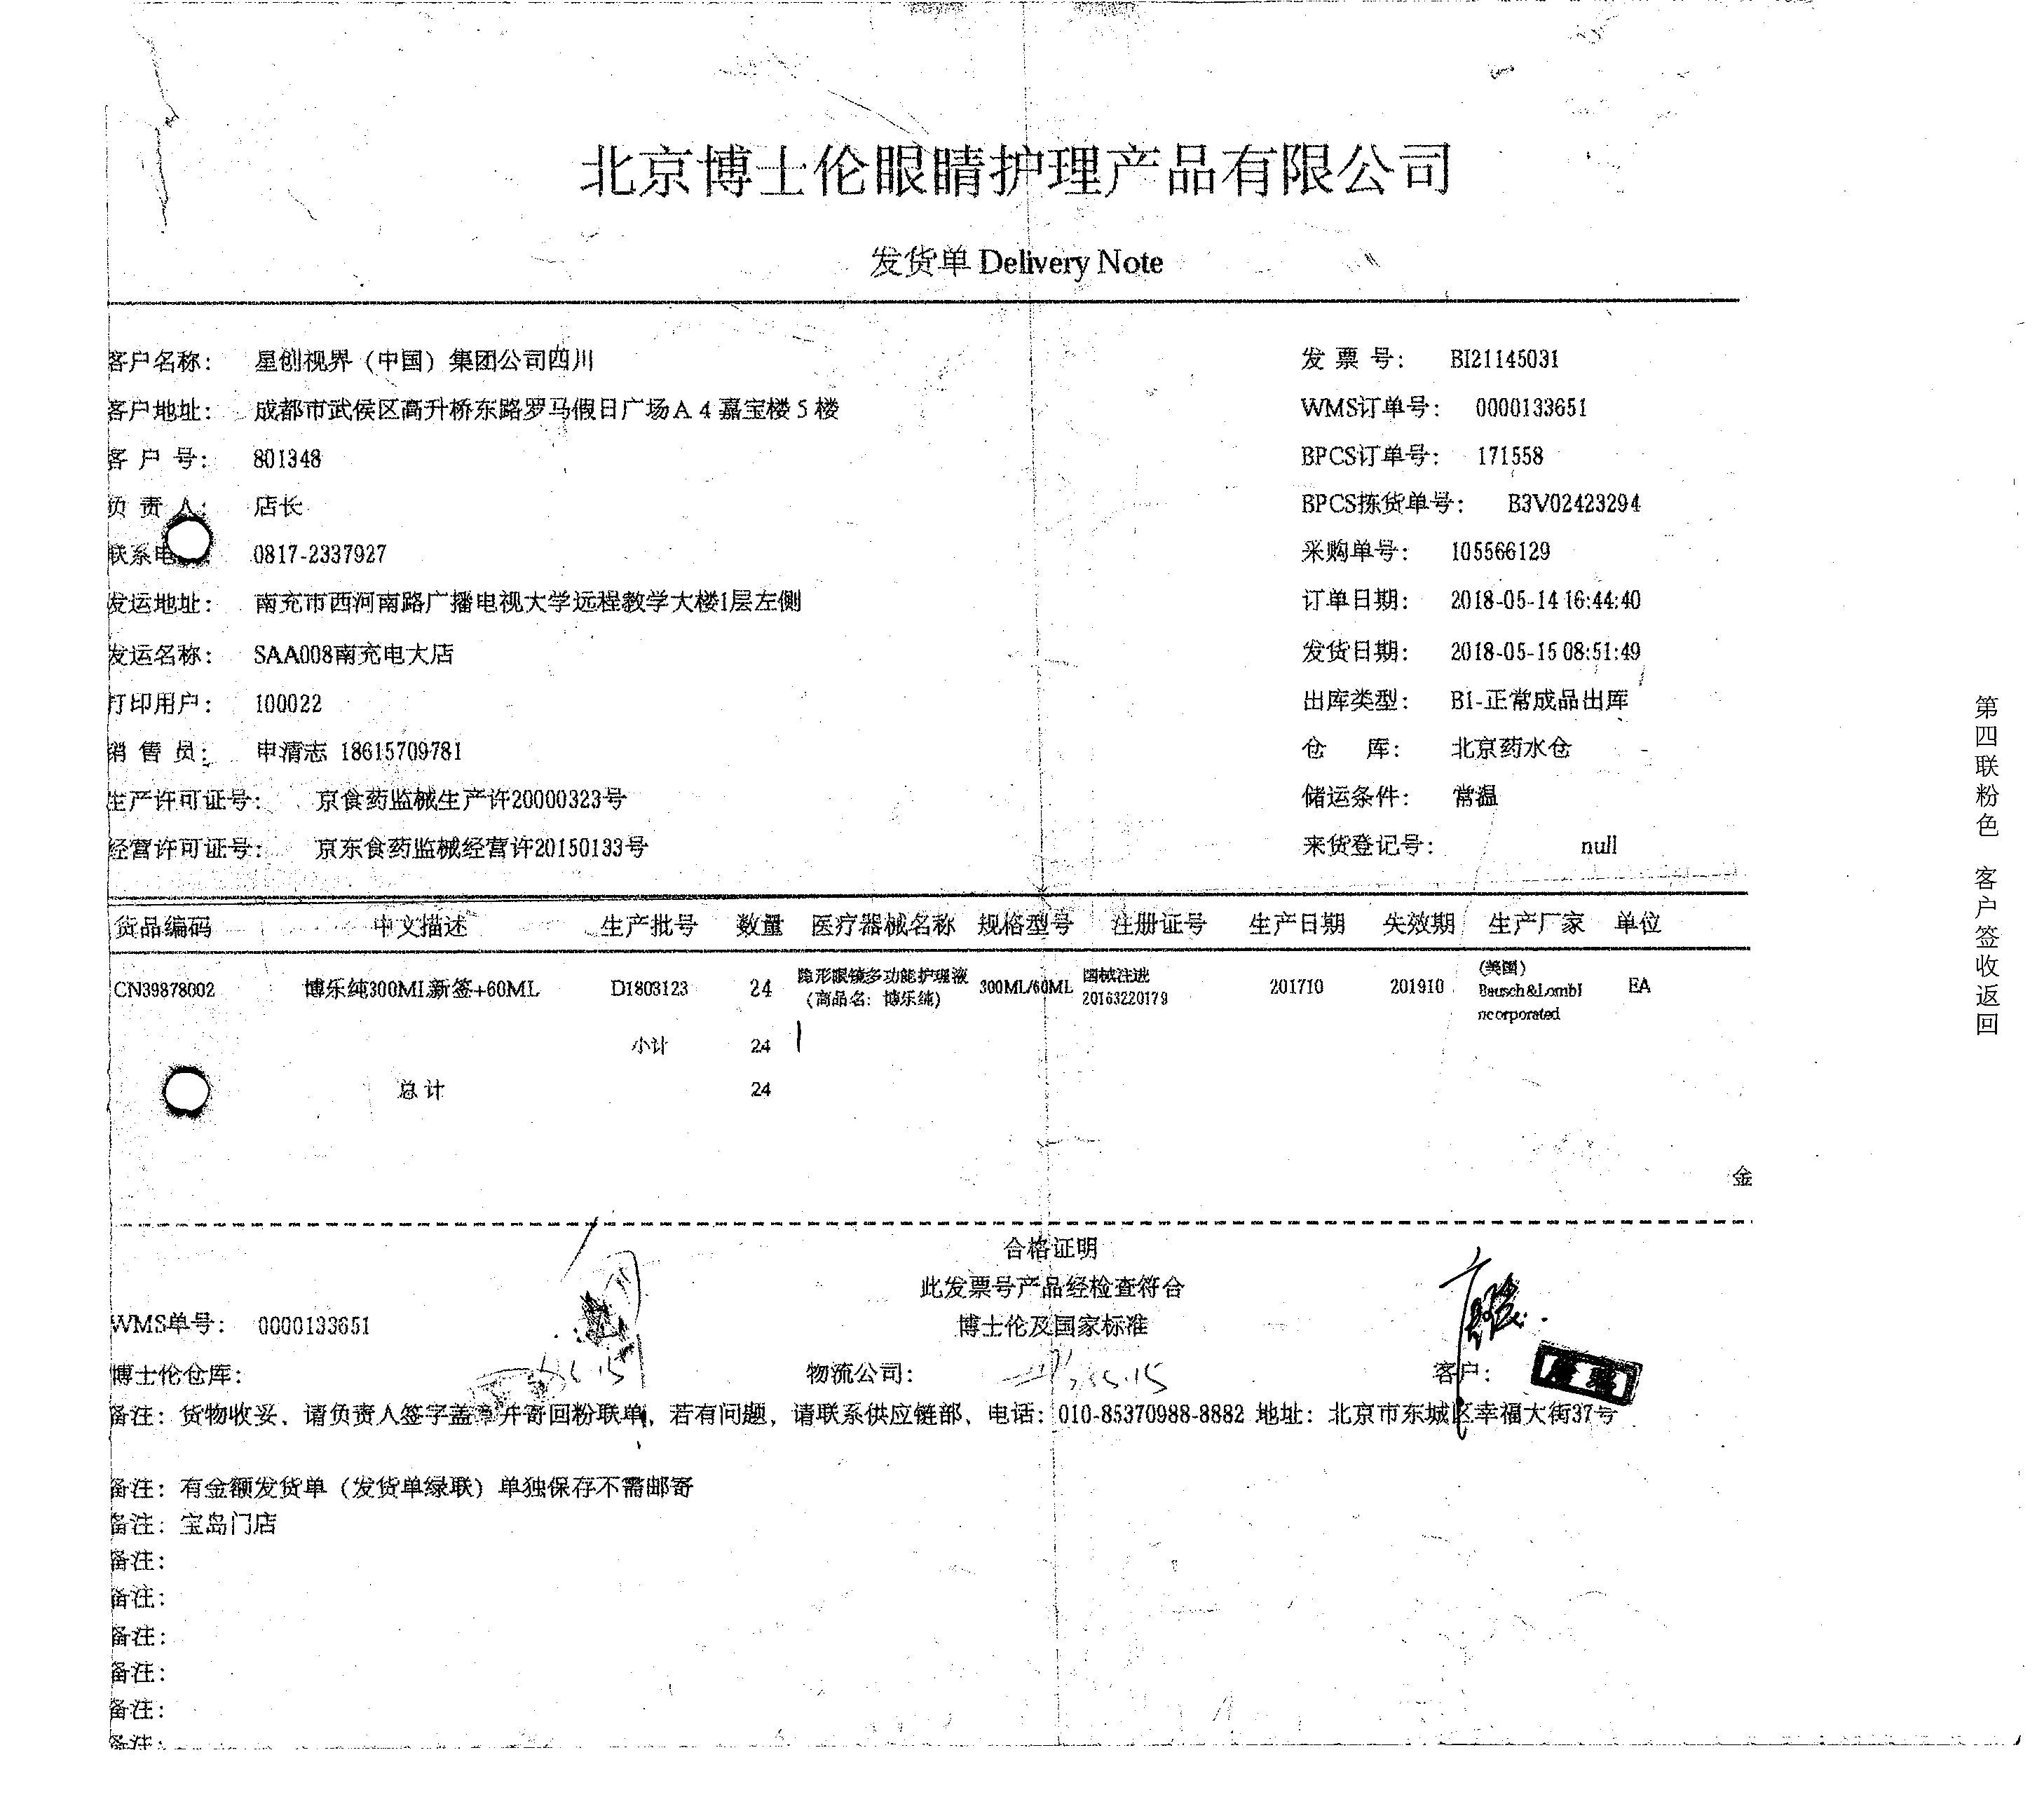 北京博士伦眼睛护理产品有限公司
发货单 Delivery Note
客户名称： 星创视界（中国）集团公司四川 发 票 号： BI21145031
客户地址： 成都市武侯区高升桥东路罗马假日广场A 4 嘉宝楼 5 楼 WMS订单号： 0000133651
客 户 号： 801348 BPCS订单号： 171558
负 责 人： 店长 BPCS拣货单号： B3V02423294
联系电 0817-2337927 采购单号： 105566129
发运地址： 南充市西河南路广播电视大学远程教学大楼1层左侧 订单日期： 2018-05-14 16:44:40
发运名称： SAA008南充电大店 发货日期： 2018-05-15 08:51:49
打印用户： 100022 出库类型： B1-正常成品出库
销 售 员： 申清志 18615709781 仓 库： 北京药水仓
生产许可证号： 京食药监械生产许20000323号 储运条件： 常温
经营许可证号： 京东食药监械经营许20150133号 来货登记号： null
货品编码 中文描述 生产批号 数量 医疗器械名称 规格型号 注册证号 生产日期 失效期 生产厂家 单位
CN39878002 博乐纯300ML新签+60ML D1803123 24 隐形眼镜多功能护理液（商品名：博乐纯） 300ML/60ML 国械注进20163220179 201710 201910 （美国）Bausch&LombIncorporated EA
小计 24
总 计 24
金
合格证明
此发票号产品经检查符合
WMS单号： 0000133651 博士伦及国家标准
博士伦仓库： 物流公司： 客户：
备注：货物收妥，请负责人签字盖章并寄回粉联单，若有问题，请联系供应链部，电话：010-85370988-8882 地址：北京市东城区幸福大街37号
备注：有金额发货单（发货单绿联）单独保存不需邮寄
备注：宝岛门店
备注：
备注：
备注：
备注：
备注：
备注：
第四联粉色 客户签收返回